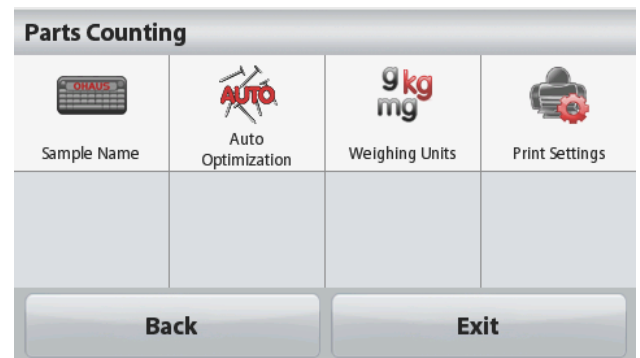 Parts Counting
OHAUS
AUTO
g kg
mg
Sample Name
Auto
Optimization
Weighing Units
Print Settings
Back
Exit